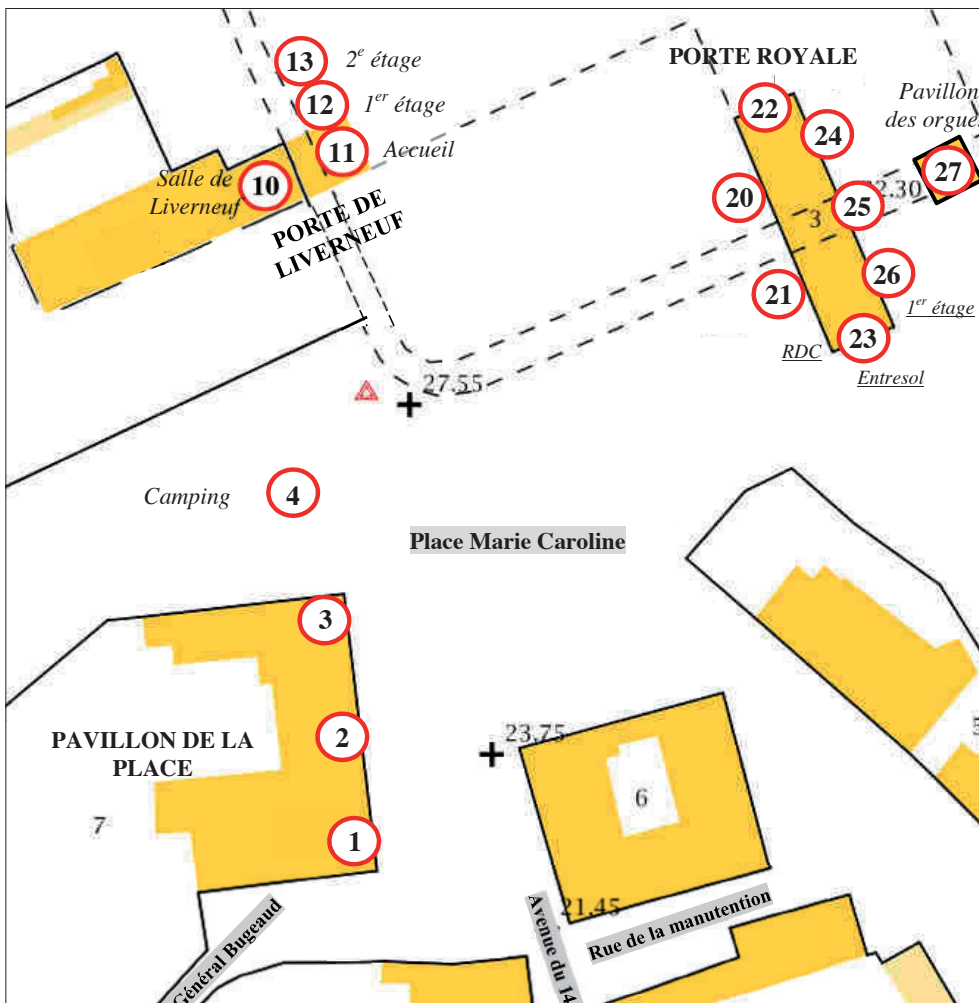 13
2e étage
PORTE ROYALE
12
1er étage
22
Pavillon
des orgue
24
11
Accueil
27
Salle de
Liverneuf
10
20
2.30
25
3
PORTE DE
LIVERNEUF
26
21
1er étage
23
RDC
Entresol
27.55
Camping
4
Place Marie Caroline
3
PAVILLON DE LA
PLACE
2
23.75
5
6
7
1
21.45
Général Bugeaud
Avenue du 14
Rue de la manutention